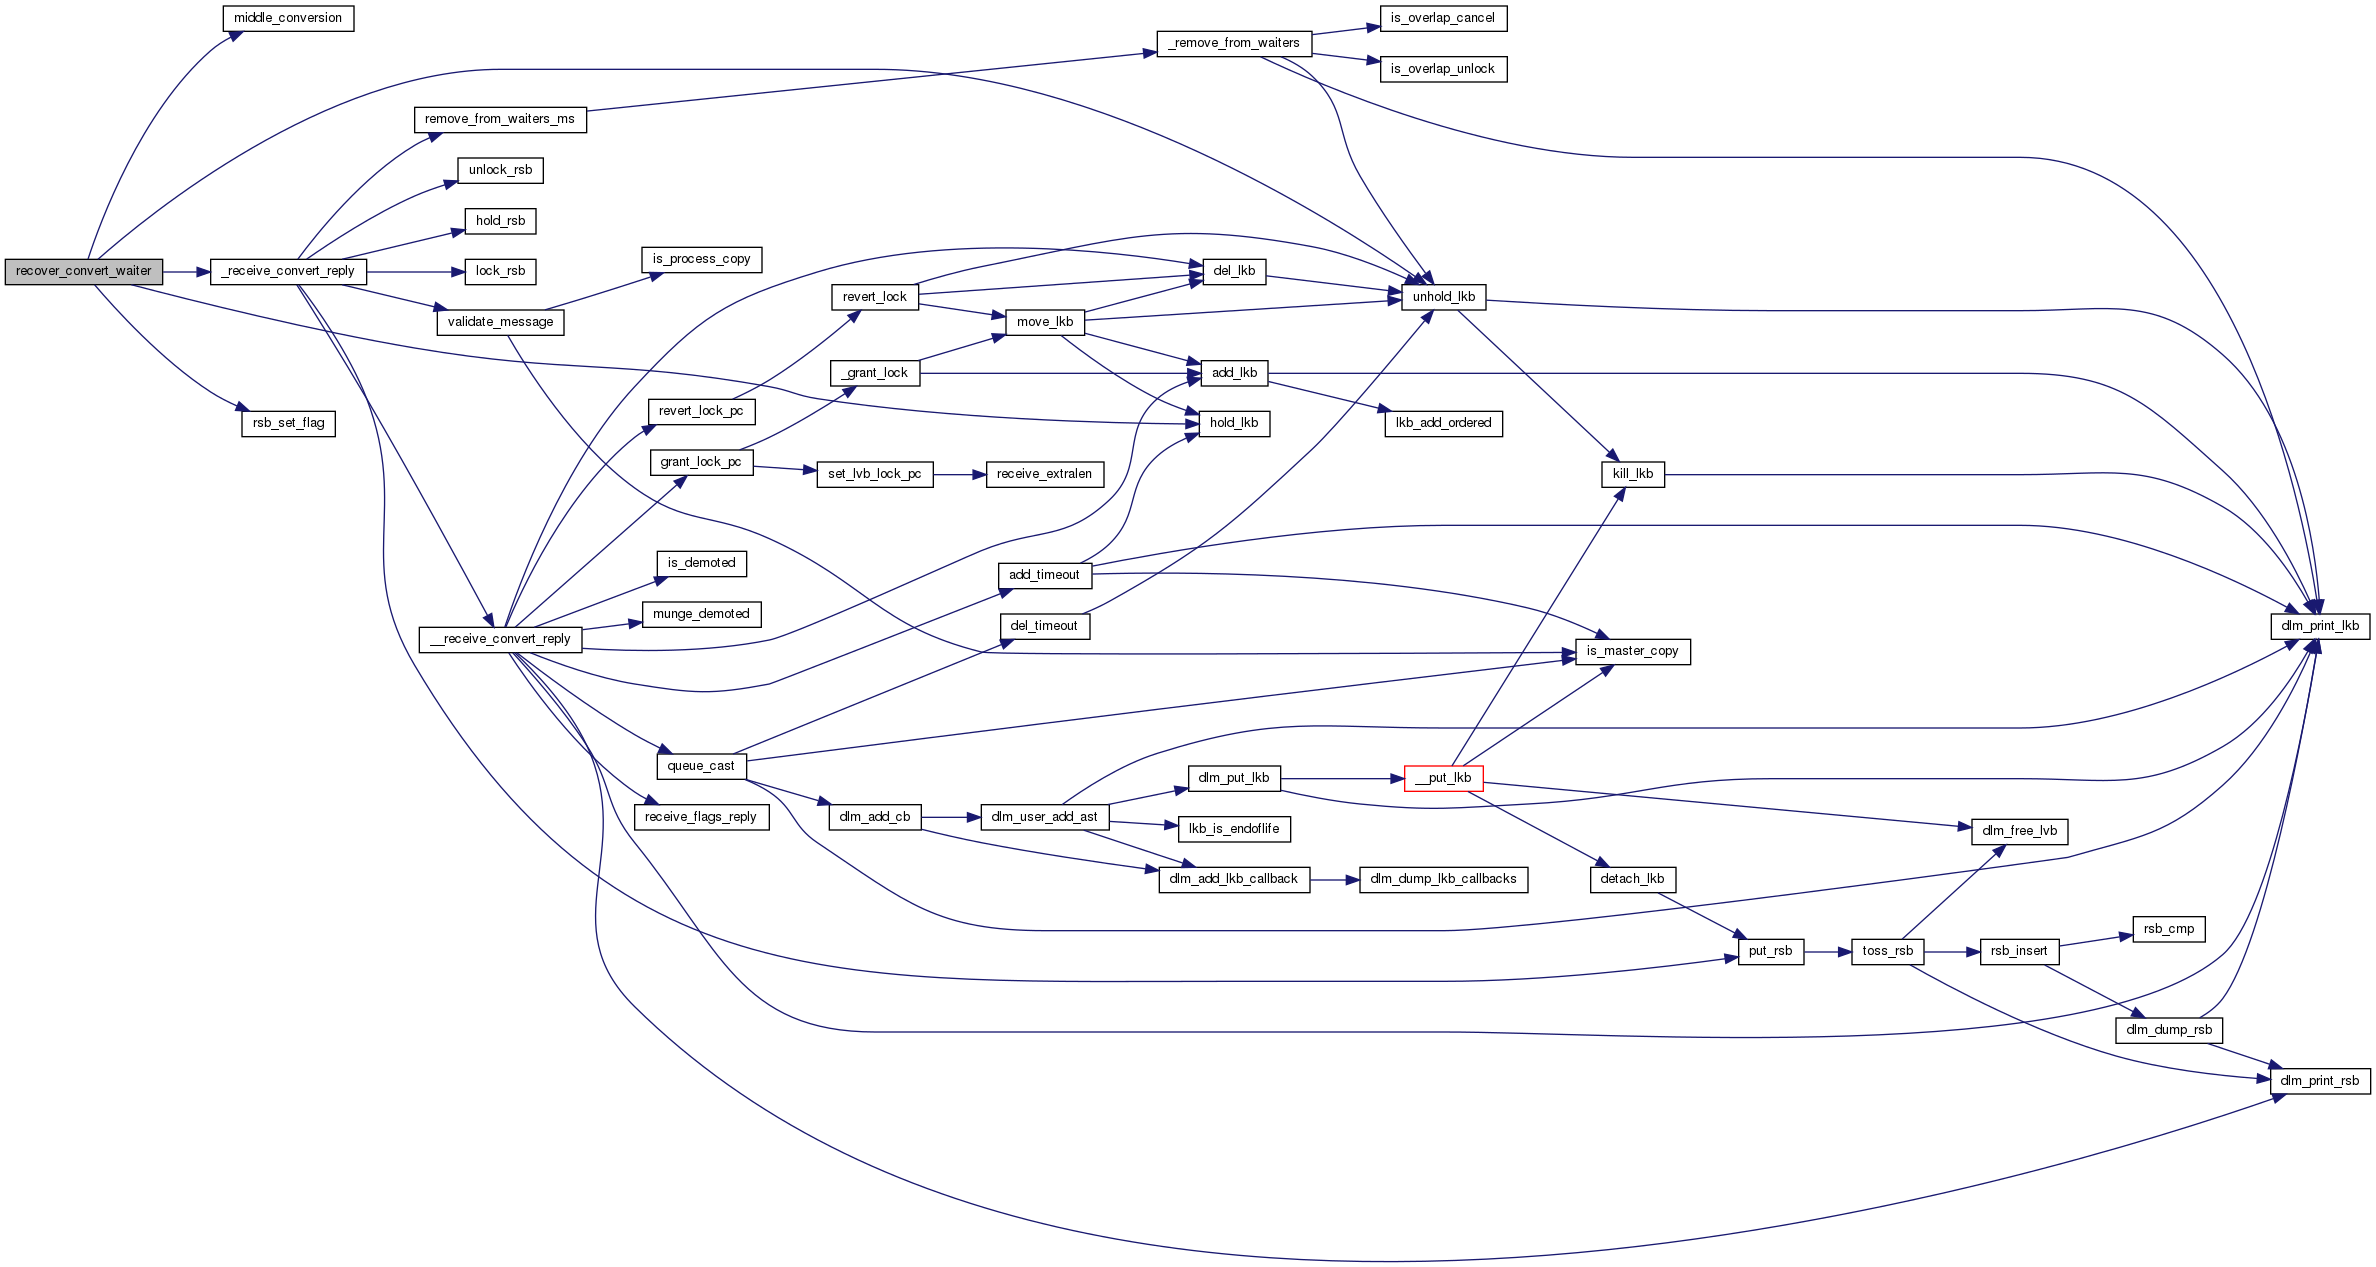 middle_conversion
is_overlap_cancel
_remove_from_waiters
is_overlap_unlock
remove_from_waiters_ms
unlock_rsb
hold_rsb
is_process_copy
recover_convert_waiter
_receive_convert_reply
lock_rsb
del_lkb
revert_lock
unhold_lkb
validate_message
move_lkb
_grant_lock
add_lkb
revert_lock_pc
rsb_set_flag
hold_lkb
lkb_add_ordered
grant_lock_pc
set_lvb_lock_pc
receive_extralen
kill_lkb
is_demoted
add_timeout
munge_demoted
del_timeout
dlm_print_lkb
__receive_convert_reply
is_master_copy
queue_cast
dlm_put_lkb
__put_lkb
receive_flags_reply
dlm_add_cb
dlm_user_add_ast
lkb_is_endoflife
dlm_free_lvb
dlm_add_lkb_callback
dlm_dump_lkb_callbacks
detach_lkb
rsb_cmp
put_rsb
toss_rsb
rsb_insert
dlm_dump_rsb
dlm_print_rsb